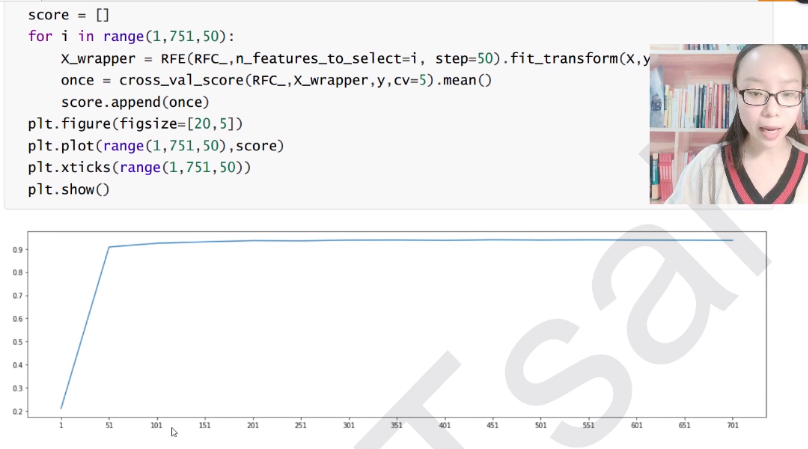 score = []
for i in range(1,751,50):
    X_wrapper = RFE(RFC_,n_features_to_select=i, step=50).fit_transform(X,y
    once = cross_val_score(RFC_,X_wrapper,y,cv=5).mean()
    score.append(once)
plt.figure(figsize=[20,5])
plt.plot(range(1,751,50),score)
plt.xticks(range(1,751,50))
plt.show()
0.9
0.8
0.7
0.6
0.5
0.4
0.3
0.2
1 51 101 151 201 251 301 351 401 451 501 551 601 651 701
Tsai